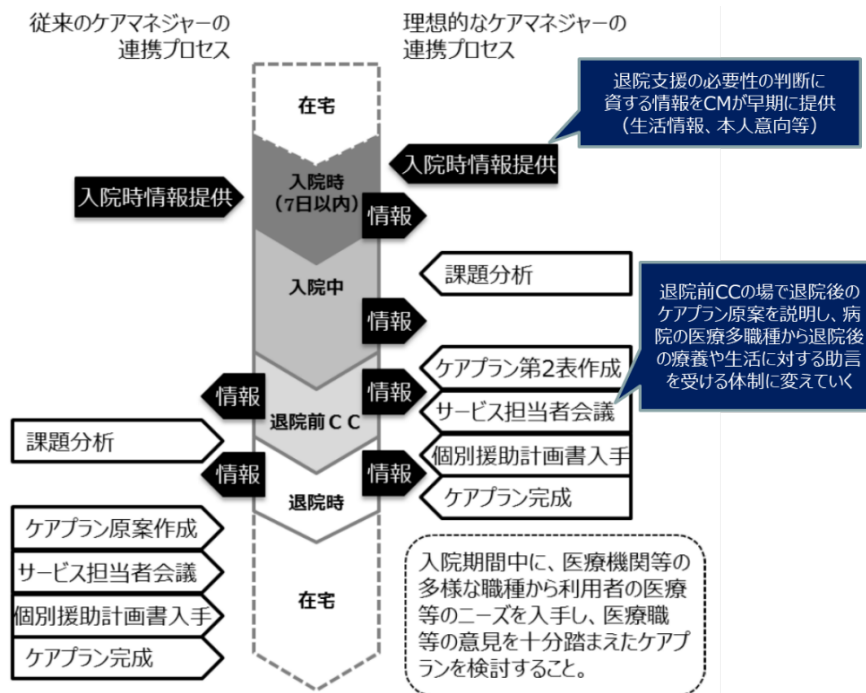 従来のケアマネジャーの
連携プロセス
理想的なケアマネジャーの
連携プロセス
在宅
退院支援の必要性の判断に
資する情報をCMが早期に提供
(生活情報、本人意向等)
入院時情報提供
入院時情報提供
入院時
(7日以内)
情報
入院中
課題分析
情報
退院前CCの場で退院後の
ケアプラン原案を説明し、病
院の医療多職種から退院後
の療養や生活に対する助言
を受ける体制に変えていく
ケアプラン第2表作成
情報
情報
サービス担当者会議
退院前CC
課題分析
個別援助計画書入手
情報
情報
ケアプラン完成
退院時
ケアプラン原案作成
サービス担当者会議
個別援助計画書入手
ケアプラン完成
在宅
入院期間中に、医療機関等の
多様な職種から利用者の医療
等のニーズを入手し、医療職
等の意見を十分踏まえたケアプ
ランを検討すること。